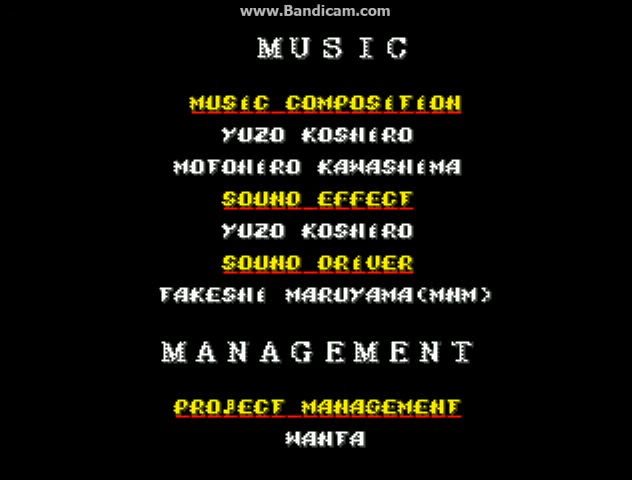 www.Bandicam.com
MUSIC
MUSIC COMPOSITION
YUZO KOSHIRO
MOTOHIRO KAWASHIMA
SOUND EFFECT
YUZO KOSHIRO
SOUND DRIVER
TAKESHI MARUYAMA(MNM)
MANAGEMENT
PROJECT MANAGEMENT
WANTA